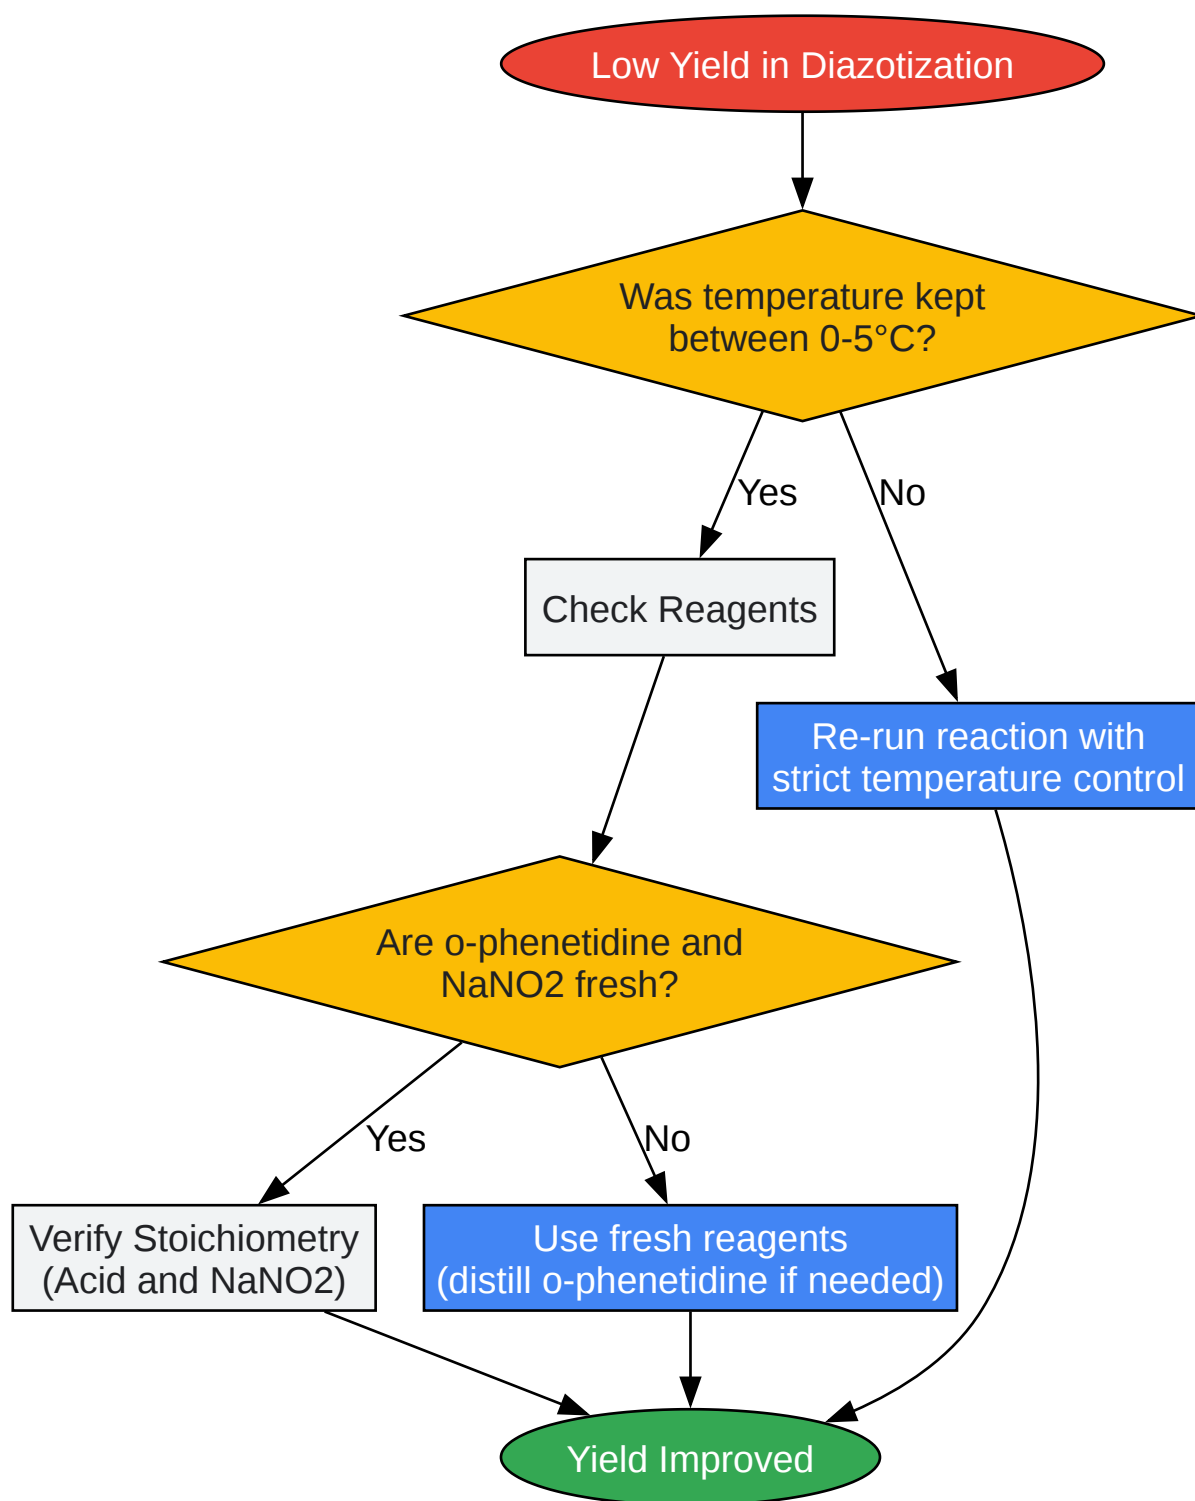 Low Yield in Diazotization
Was temperature kept
between 0-5°C?
Yes
No
Check Reagents
Re-run reaction with
strict temperature control
Are o-phenetidine and
NaNO2 fresh?
Yes
No
Verify Stoichiometry
(Acid and NaNO2)
Use fresh reagents
(distill o-phenetidine if needed)
Yield Improved